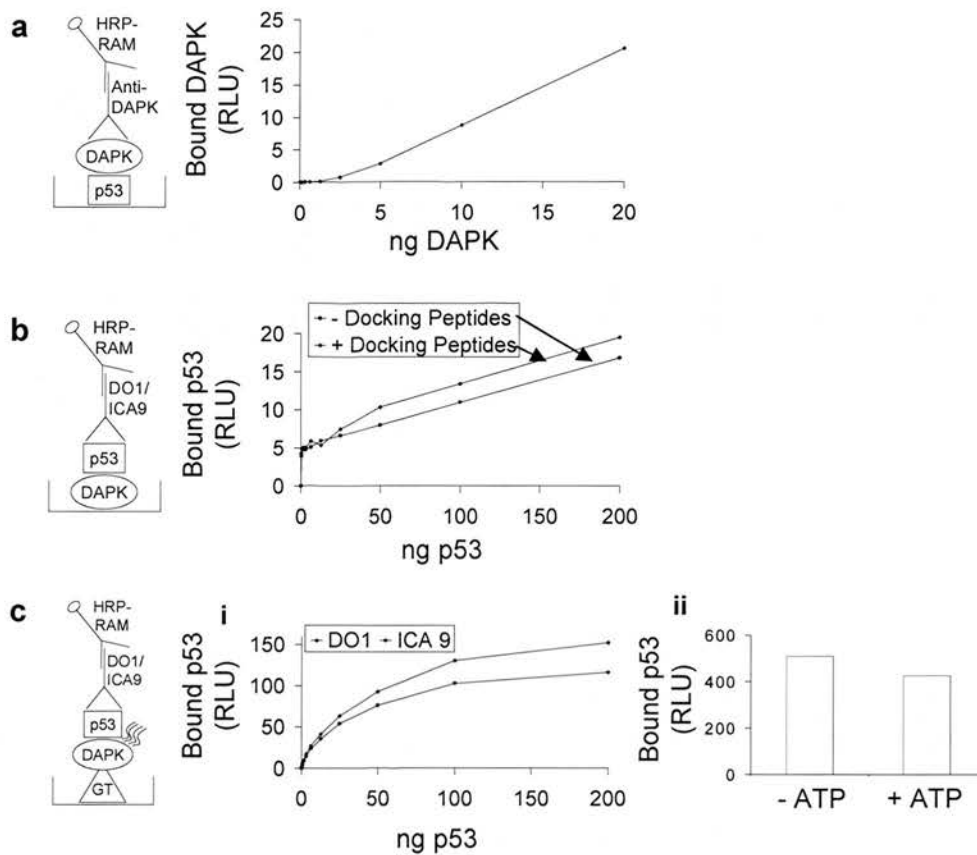 a
HRP-
RAM
Anti-
DAPK
DAPK
p53
Bound DAPK
(RLU)
25
20
15
10
5
0
0 5 10 15 20
ng DAPK
b
HRP-
RAM
DO1/
ICA9
p53
DAPK
Bound p53
(RLU)
- Docking Peptides
+ Docking Peptides
20
15
10
5
0
0 50 100 150 200
ng p53
c
HRP-
RAM
DO1/
ICA9
p53
DAPK
GT
i
Bound p53
(RLU)
DO1 ICA 9
150
100
50
0
0 50 100 150 200
ng p53
ii
Bound p53
(RLU)
600
400
200
0
- ATP + ATP